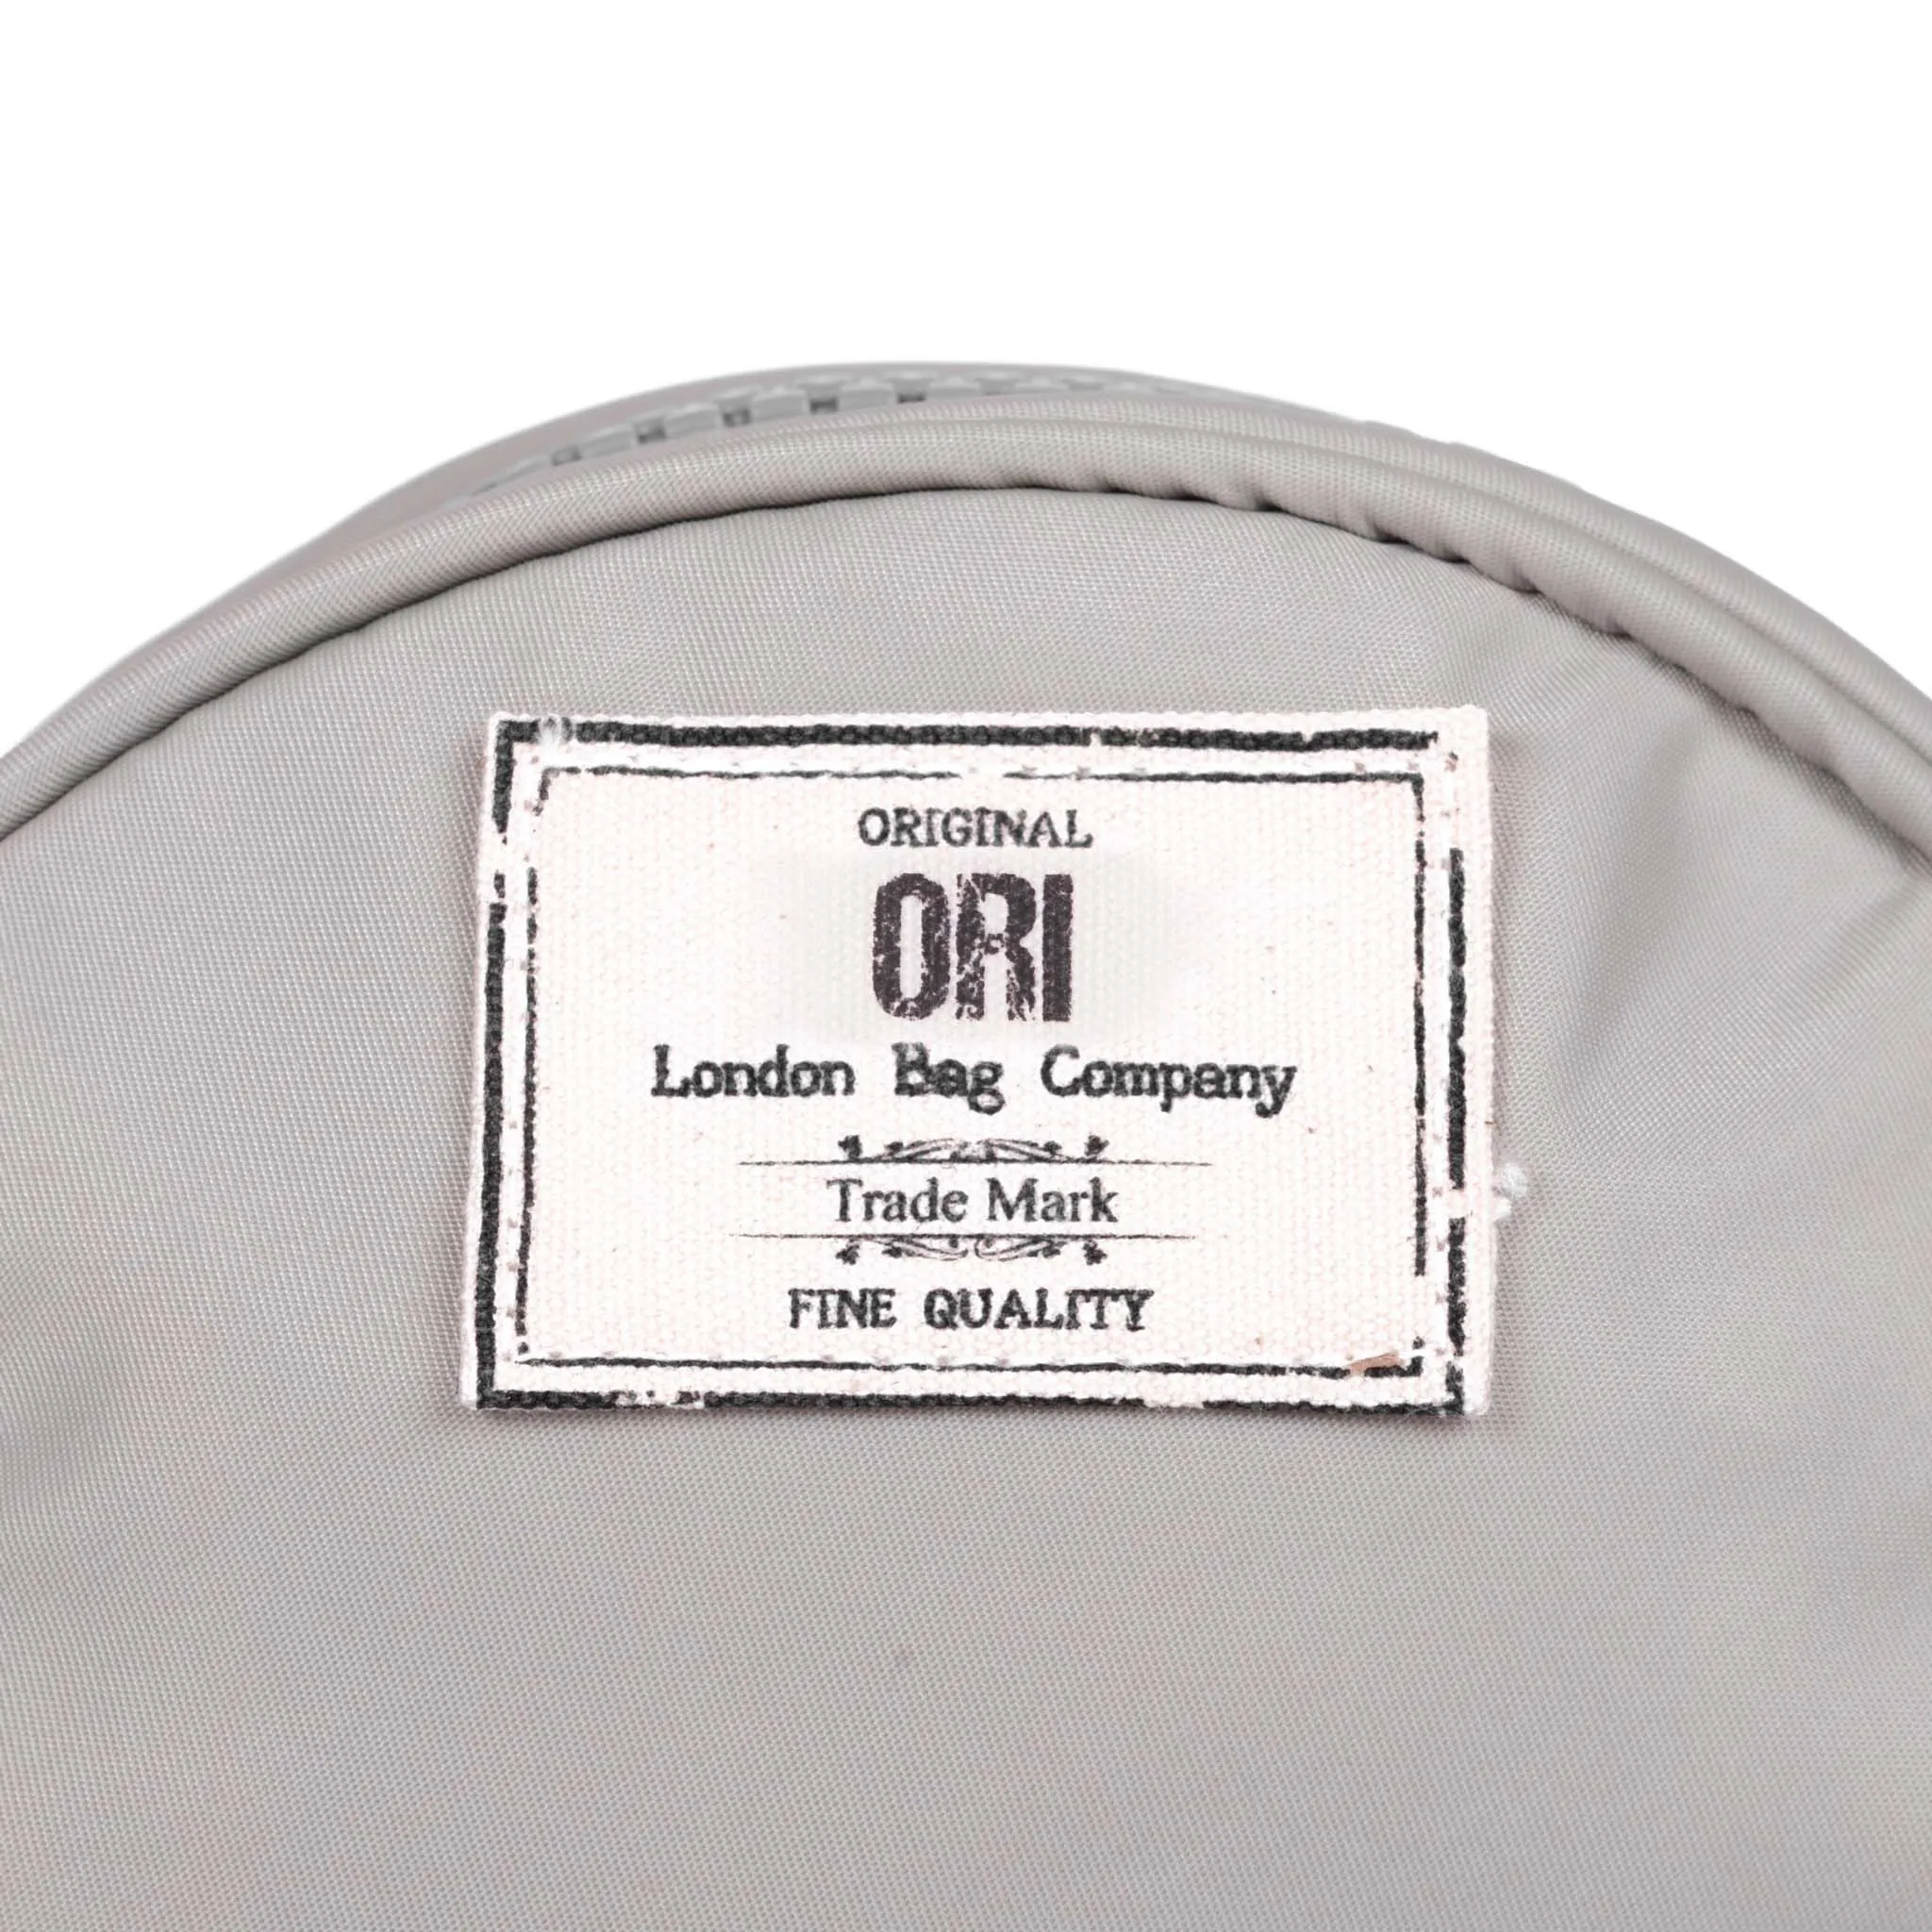 ORIGINAL
ORI
London Bag Company
Trade Mark
FINE QUALITY